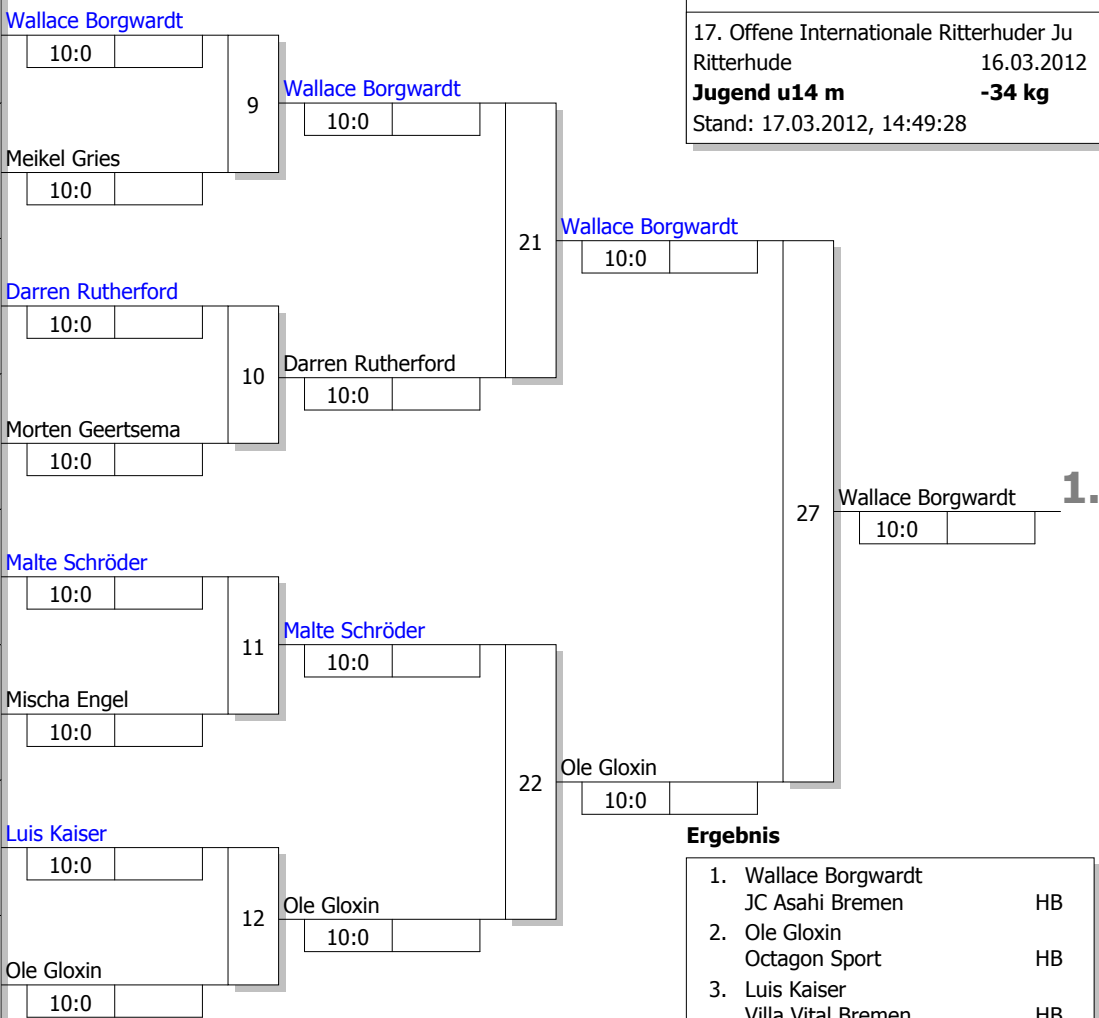 Wallace Borgwardt
10:0
9
Meikel Gries
10:0
Wallace Borgwardt
10:0
Darren Rutherford
10:0
10
Morten Geertsema
10:0
Darren Rutherford
10:0
21
Wallace Borgwardt
10:0
Malte Schröder
10:0
11
Mischa Engel
10:0
Malte Schröder
10:0
Luis Kaiser
10:0
12
Ole Gloxin
10:0
Ole Gloxin
10:0
22
Ole Gloxin
10:0
27
Wallace Borgwardt 1.
10:0
17. Offene Internationale Ritterhuder Ju
Ritterhude 16.03.2012
Jugend u14 m -34 kg
Stand: 17.03.2012, 14:49:28
Ergebnis
1. Wallace Borgwardt
JC Asahi Bremen HB
2. Ole Gloxin
Octagon Sport HB
3. Luis Kaiser
Villa Vital Bremen HB